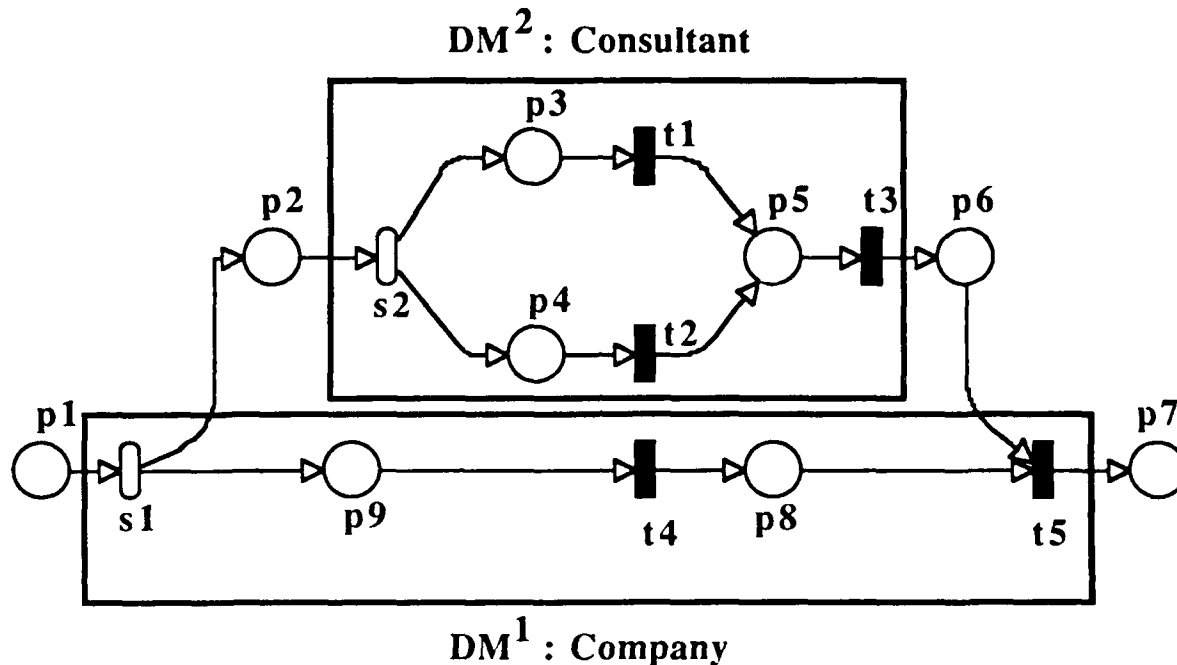 DM2 : Consultant
p3
t1
p2
p5
t3
p6
s2
p4
t2
p1
p7
s1
p9
t4
p8
t5
DM1 : Company